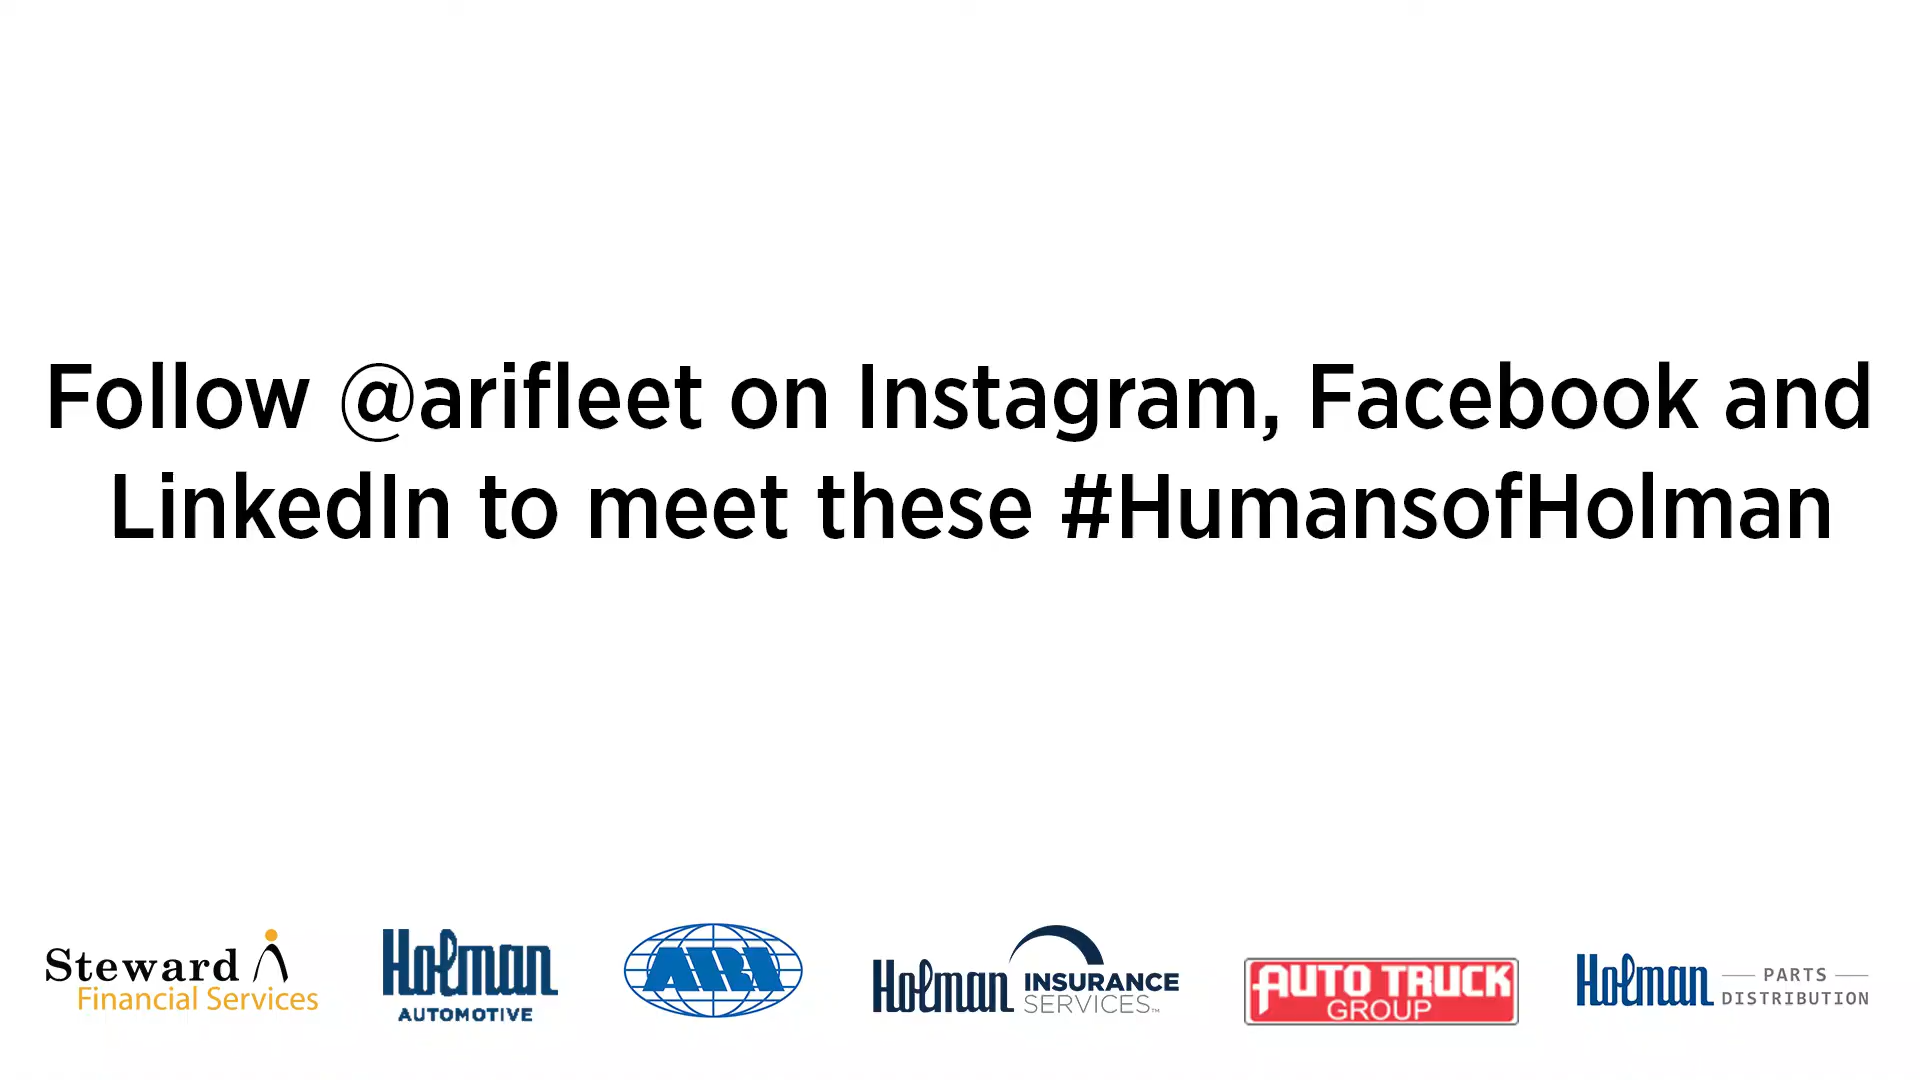 Follow @arifleet on Instagram, Facebook and
LinkedIn to meet these #HumansofHolman
Steward
Financial Services
Holman
AUTOMOTIVE
ARI
Holman INSURANCE
SERVICES™
AUTO TRUCK
GROUP
Holman PARTS
DISTRIBUTION